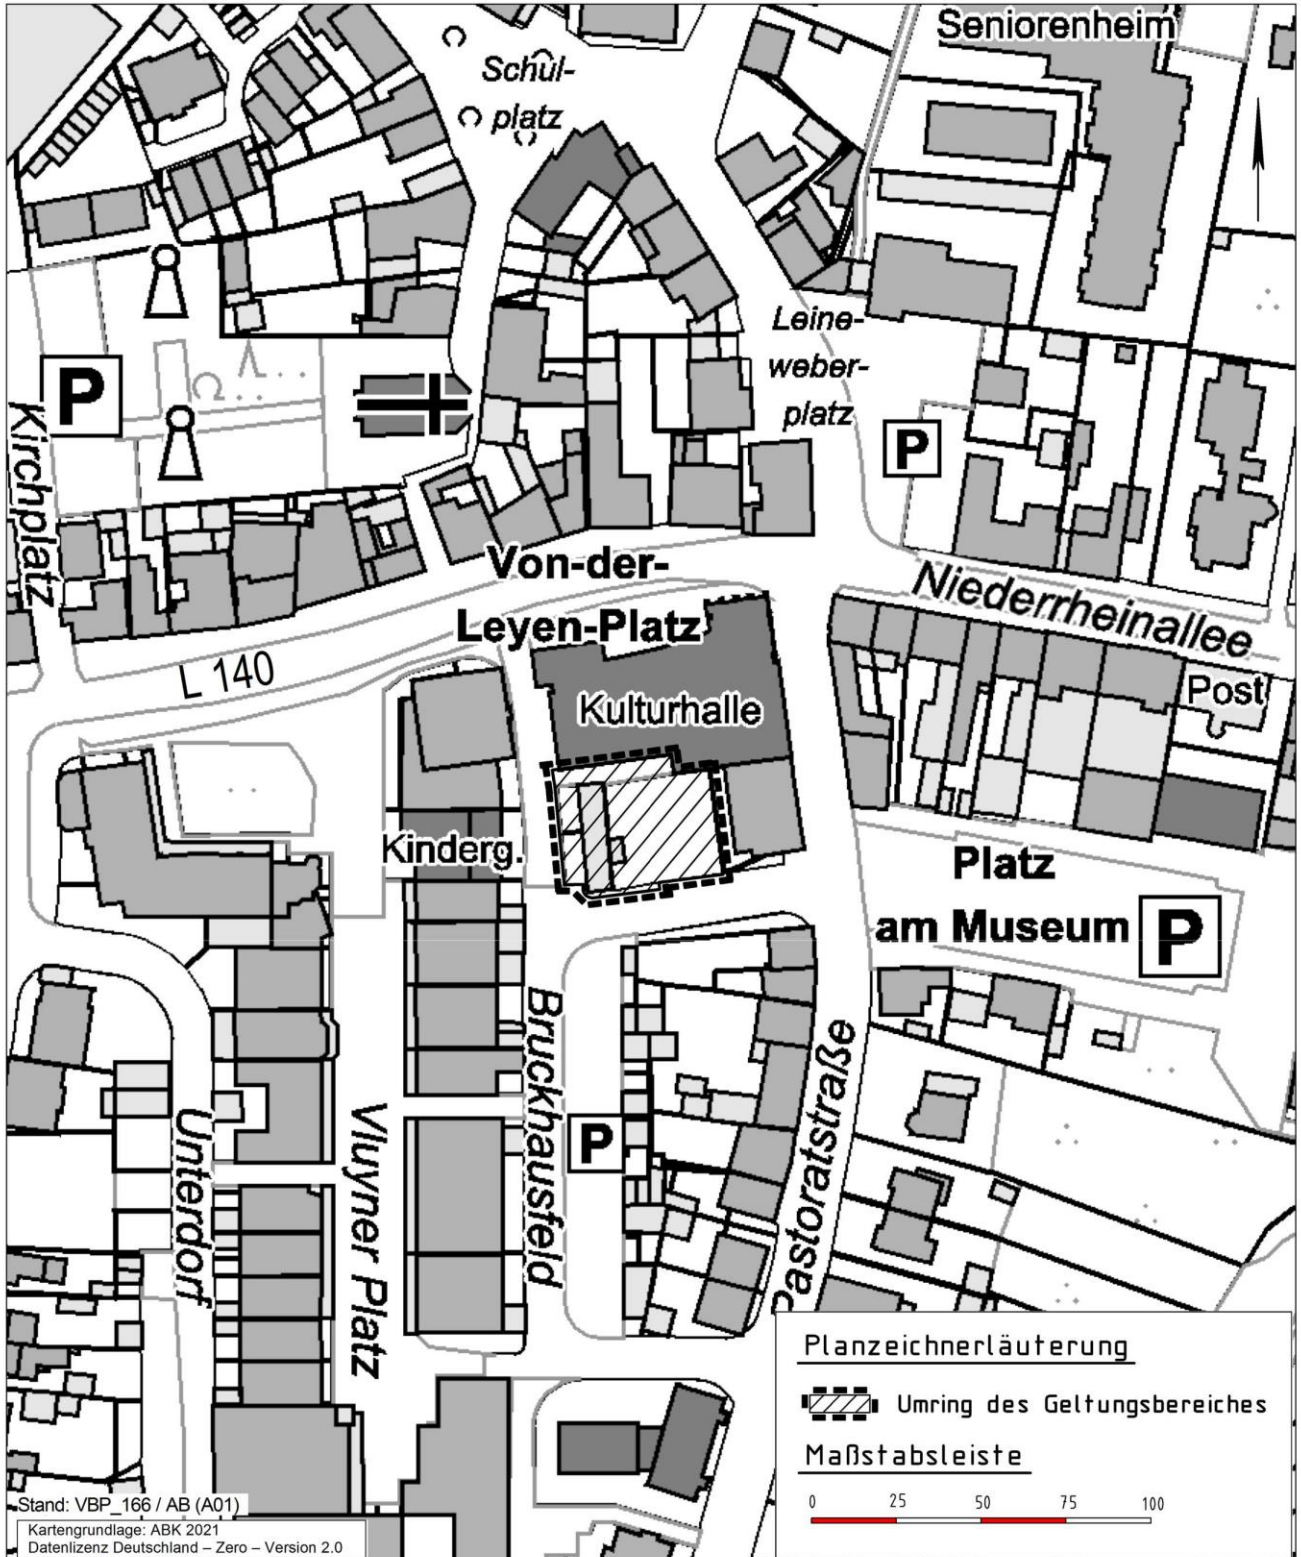 Seniorenheim
Schul-
platz
Leine-
weber-
platz
P
P
Kirchplatz
Von-der-
Leyen-Platz
Niederrheinallee
L 140
Kulturhalle
Post
Kinderg.
Platz
am Museum
P
Bruckhausfeld
Pastoratstraße
Unterdorf
Vluyner Platz
P
Planzeichnerläuterung
Umring des Geltungsbereiches
Maßstabsleiste
0 25 50 75 100
Stand: VBP_166 / AB (A01)
Kartengrundlage: ABK 2021
Datenlizenz Deutschland – Zero – Version 2.0